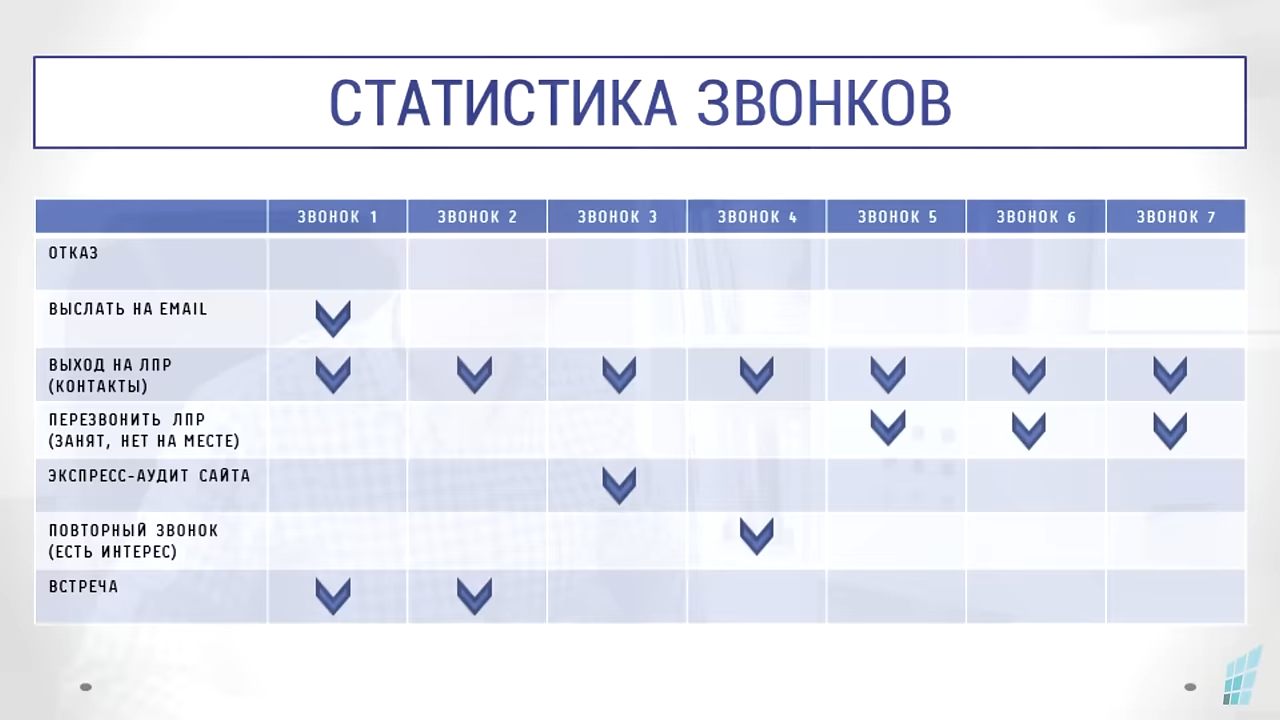 СТАТИСТИКА ЗВОНКОВ
ЗВОНОК 1 ЗВОНОК 2 ЗВОНОК 3 ЗВОНОК 4 ЗВОНОК 5 ЗВОНОК 6 ЗВОНОК 7
ОТКАЗ
ВЫСЛАТЬ НА EMAIL
ВЫХОД НА ЛПР
(КОНТАКТЫ)
ПЕРЕЗВОНИТЬ ЛПР
(ЗАНЯТ, НЕТ НА МЕСТЕ)
ЭКСПРЕСС-АУДИТ САЙТА
ПОВТОРНЫЙ ЗВОНОК
(ЕСТЬ ИНТЕРЕС)
ВСТРЕЧА